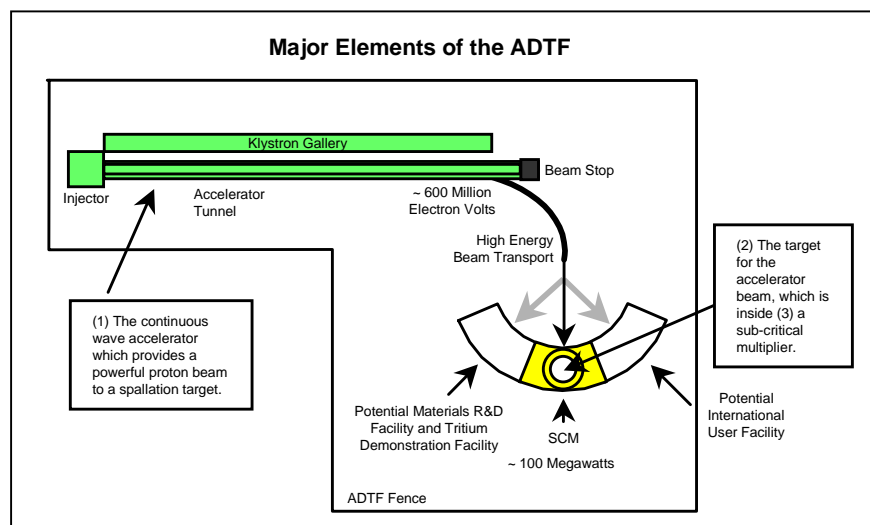 Major Elements of the ADTF
Klystron Gallery
Beam Stop
Injector
Accelerator
Tunnel
~ 600 Million
Electron Volts
High Energy
Beam Transport
(1) The continuous
wave accelerator
which provides a
powerful proton beam
to a spallation target.
(2) The target
for the
accelerator
beam, which is
inside (3) a
sub-critical
multiplier.
Potential Materials R&D
Facility and Tritium
Demonstration Facility
SCM
~ 100 Megawatts
Potential
International
User Facility
ADTF Fence